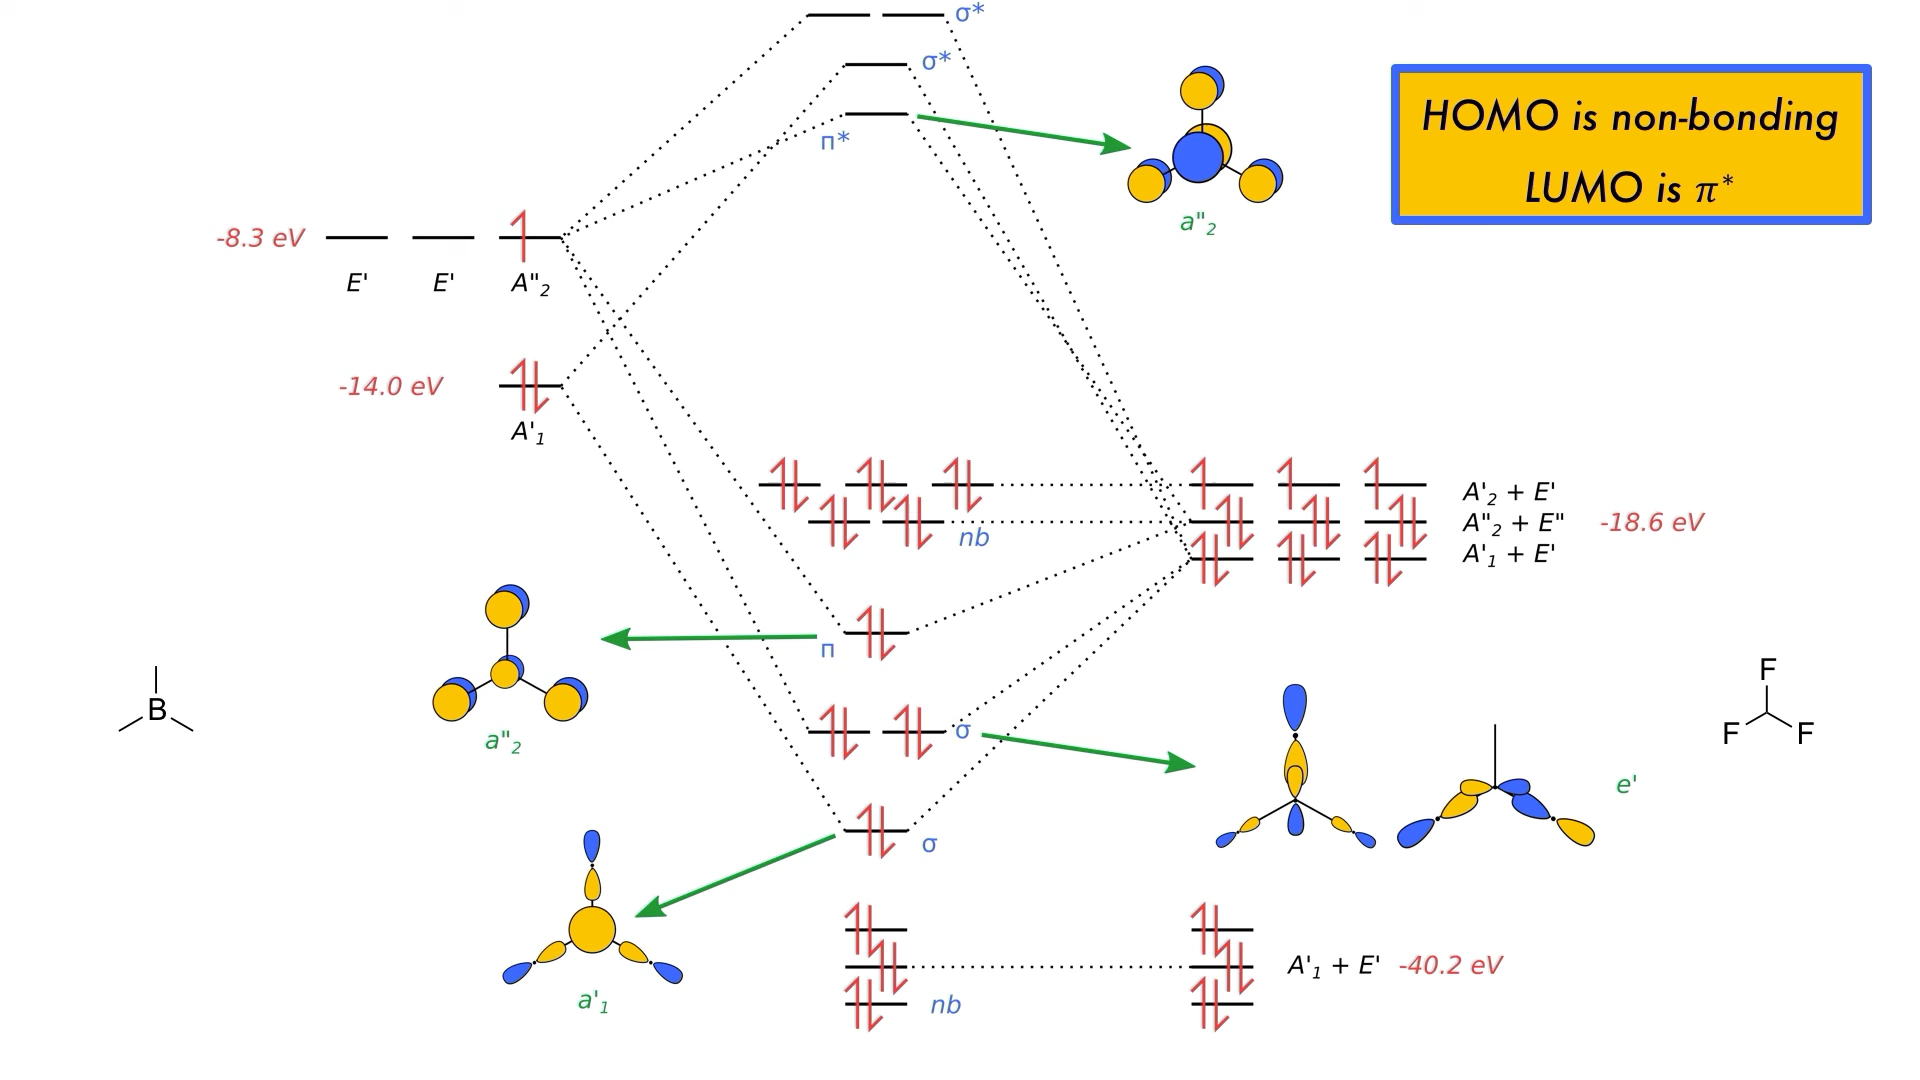 σ*
σ*
π*
HOMO is non-bonding
LUMO is π*
a"2
-8.3 eV
E' E' A"2
-14.0 eV
A'1
A'2 + E'
A"2 + E" -18.6 eV
A'1 + E'
nb
π
a"2
B
σ
e'
F
F F
σ
a'1
A'1 + E' -40.2 eV
nb